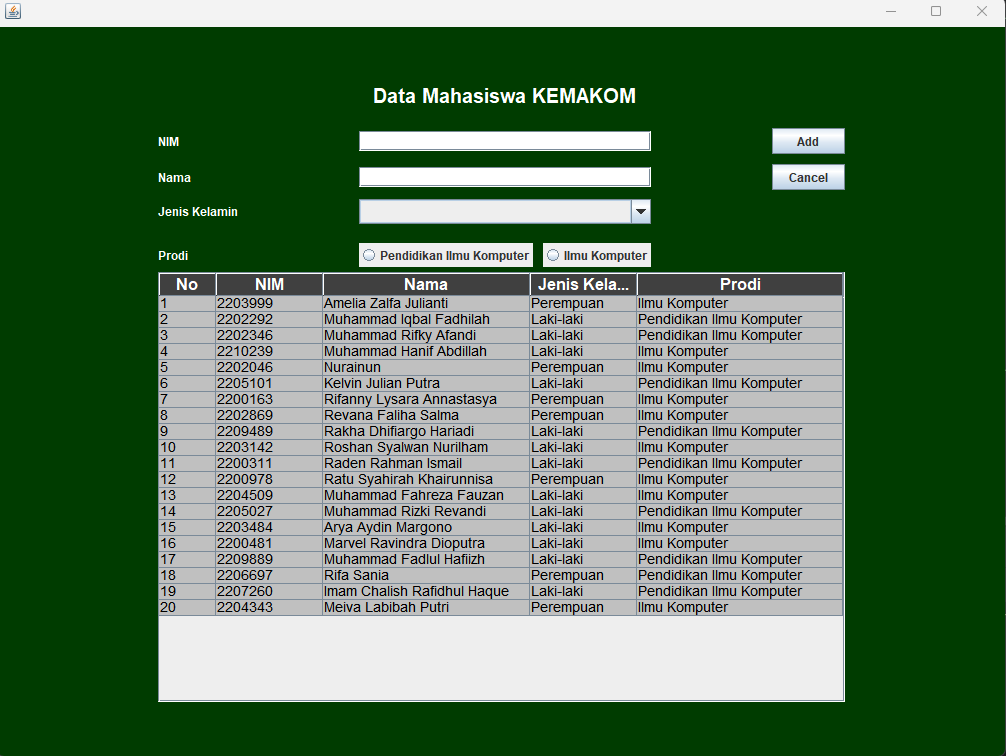 Data Mahasiswa KEMAKOM
NIM Add
Nama Cancel
Jenis Kelamin
Prodi Pendidikan Ilmu Komputer Ilmu Komputer
No NIM Nama Jenis Kela... Prodi
1 2203999 Amelia Zalfa Julianti Perempuan Ilmu Komputer
2 2202292 Muhammad Iqbal Fadhilah Laki-laki Pendidikan Ilmu Komputer
3 2202346 Muhammad Rifky Afandi Laki-laki Pendidikan Ilmu Komputer
4 2210239 Muhammad Hanif Abdillah Laki-laki Ilmu Komputer
5 2202046 Nurainun Perempuan Ilmu Komputer
6 2205101 Kelvin Julian Putra Laki-laki Pendidikan Ilmu Komputer
7 2200163 Rifanny Lysara Annastasya Perempuan Ilmu Komputer
8 2202869 Revana Faliha Salma Perempuan Ilmu Komputer
9 2209489 Rakha Dhifiargo Hariadi Laki-laki Pendidikan Ilmu Komputer
10 2203142 Roshan Syalwan Nurilham Laki-laki Ilmu Komputer
11 2200311 Raden Rahman Ismail Laki-laki Pendidikan Ilmu Komputer
12 2200978 Ratu Syahirah Khairunnisa Perempuan Ilmu Komputer
13 2204509 Muhammad Fahreza Fauzan Laki-laki Ilmu Komputer
14 2205027 Muhammad Rizki Revandi Laki-laki Pendidikan Ilmu Komputer
15 2203484 Arya Aydin Margono Laki-laki Ilmu Komputer
16 2200481 Marvel Ravindra Dioputra Laki-laki Ilmu Komputer
17 2209889 Muhammad Fadlul Hafiizh Laki-laki Pendidikan Ilmu Komputer
18 2206697 Rifa Sania Perempuan Pendidikan Ilmu Komputer
19 2207260 Imam Chalish Rafidhul Haque Laki-laki Pendidikan Ilmu Komputer
20 2204343 Meiva Labibah Putri Perempuan Ilmu Komputer